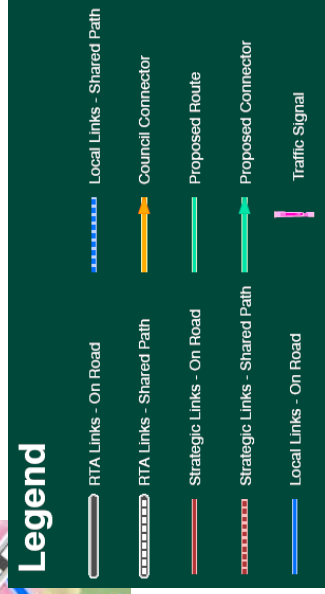 Legend
RTA Links - On Road
RTA Links - Shared Path
Strategic Links - On Road
Strategic Links - Shared Path
Local Links - On Road
Local Links - Shared Path
Council Connector
Proposed Route
Proposed Connector
Traffic Signal